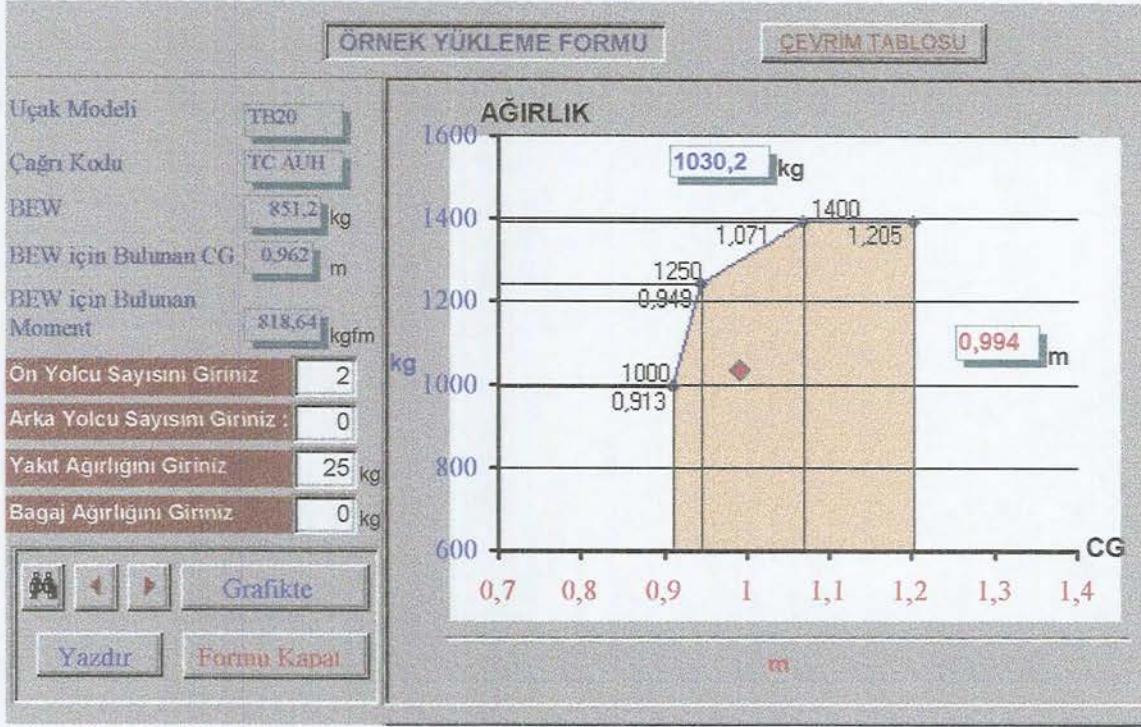 ÖRNEK YÜKLEME FORMU
ÇEVRİM TABLOSU
Uçak Modeli TB20
Çağrı Kodu TC AUH
BEW 851,2 kg
BEW için Bulunan CG 0,962 m
BEW için Bulunan
Moment 818,64 kgfm
Ön Yolcu Sayısını Giriniz 2
Arka Yolcu Sayısını Giriniz : 0
Yakıt Ağırlığını Giriniz 25 kg
Bagaj Ağırlığını Giriniz 0 kg
Grafikte
Yazdır
Formu Kapat
AĞIRLIK
1600
1030,2 kg
1400
1400
1,071
1,205
1250
0,949
1200
0,994 m
kg
1000
1000
0,913
800
600
CG
0,7 0,8 0,9 1 1,1 1,2 1,3 1,4
m